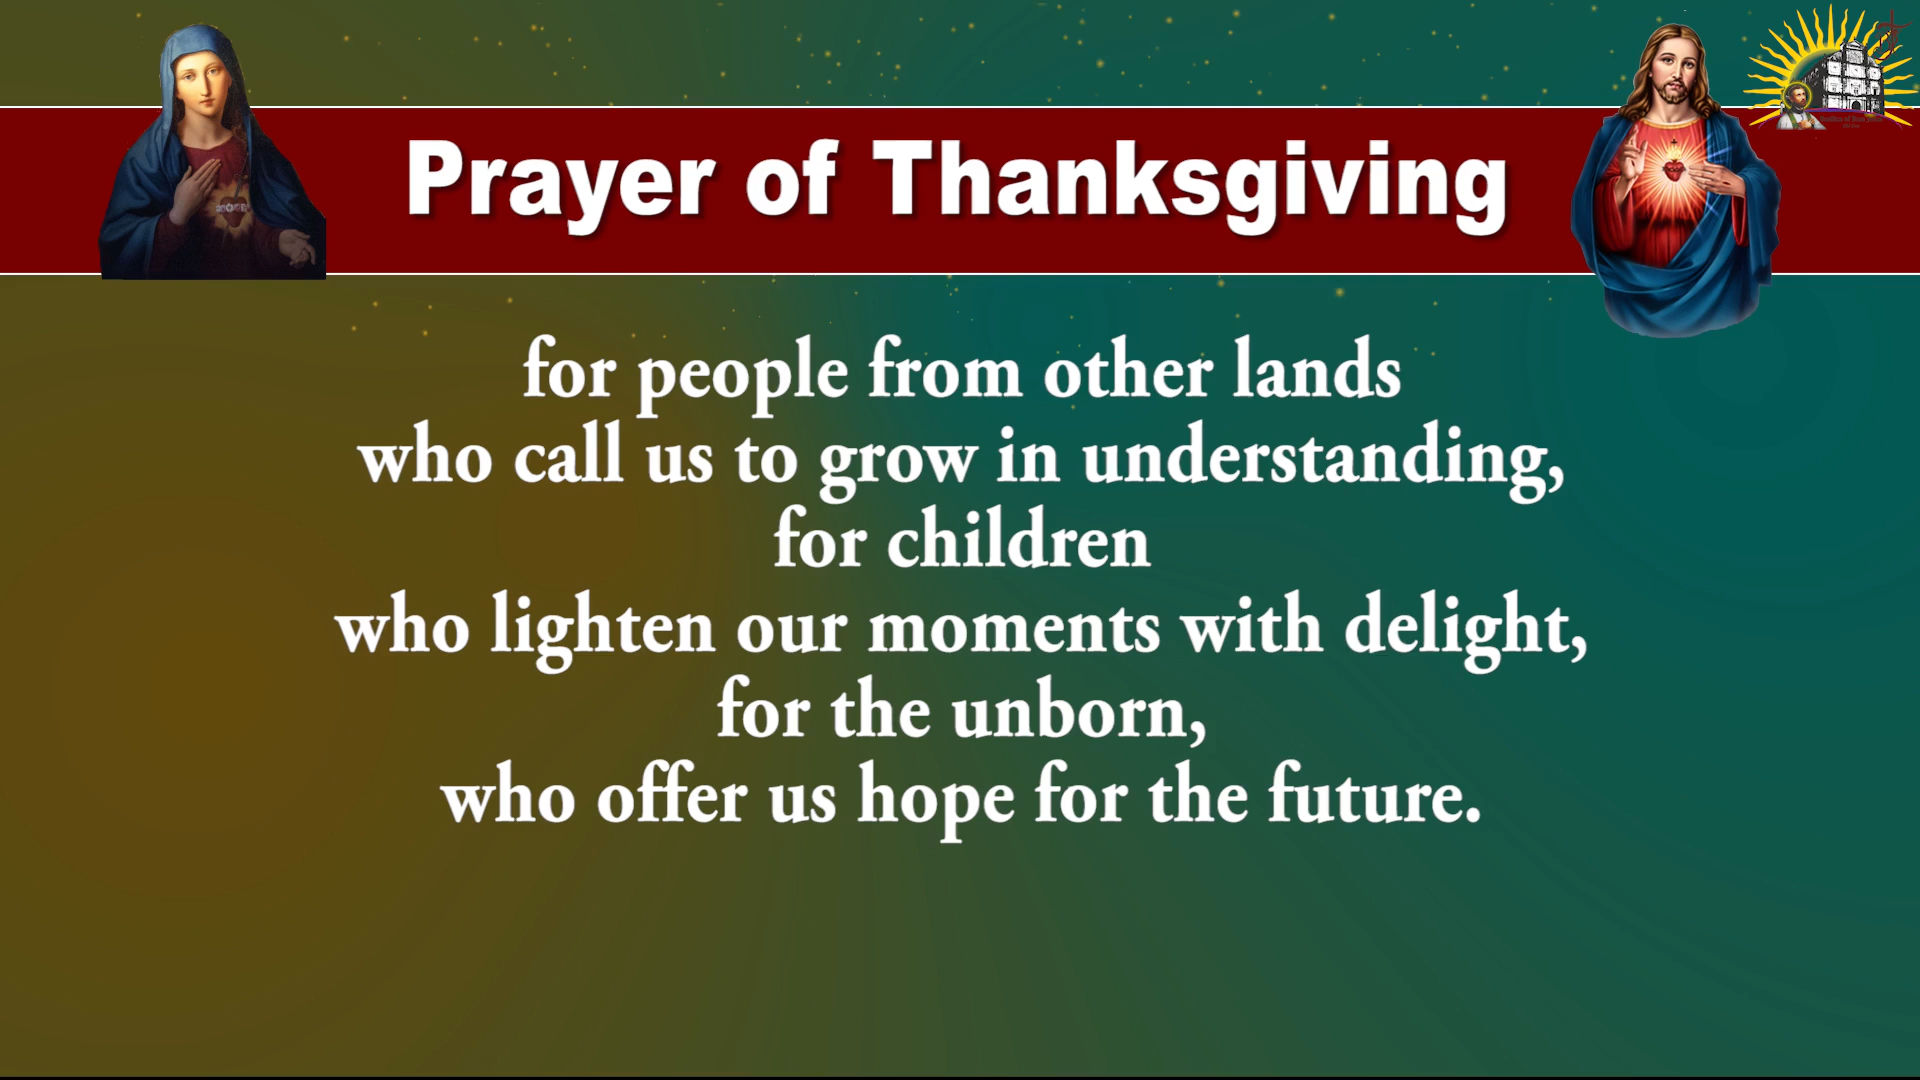 Prayer of Thanksgiving
for people from other lands
who call us to grow in understanding,
for children
who lighten our moments with delight,
for the unborn,
who offer us hope for the future.